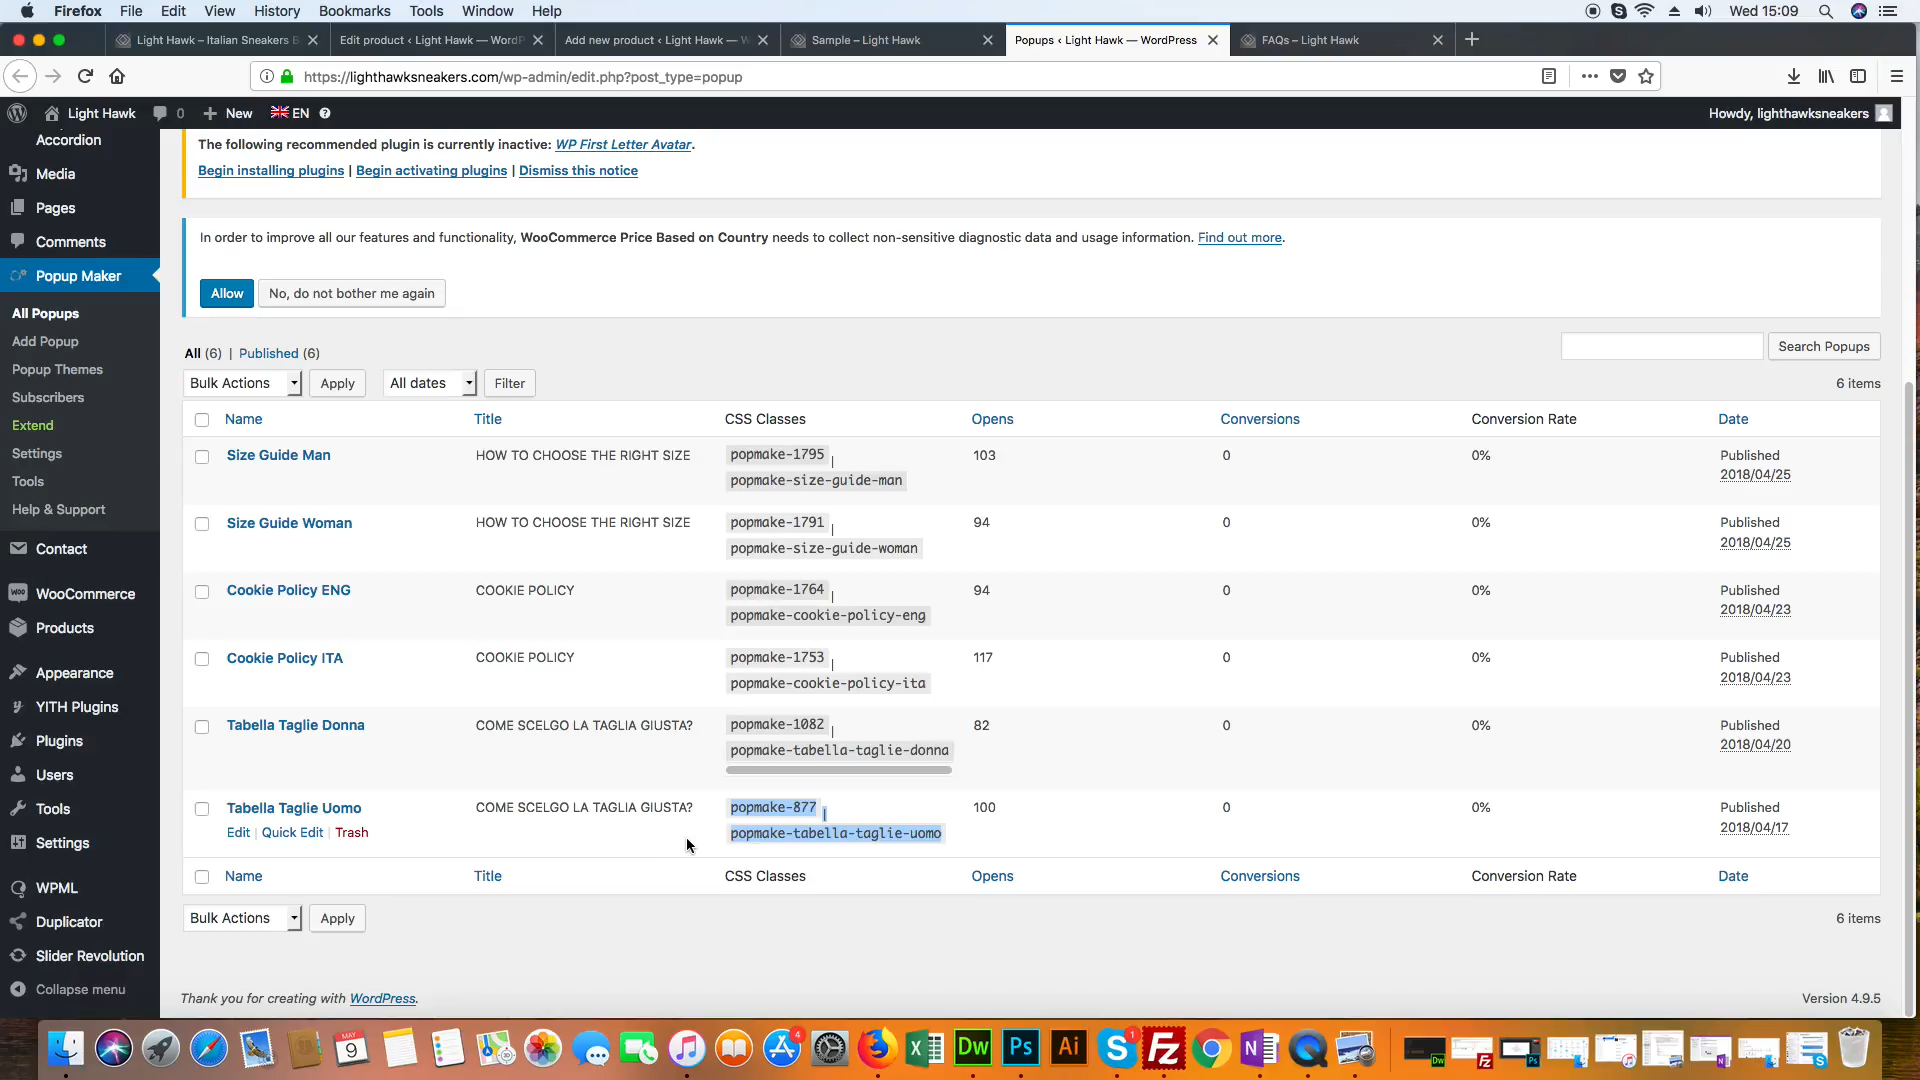 Firefox File Edit View History Bookmarks Tools Window Help Wed 15:09
Light Hawk – Italian Sneakers B Edit product ‹ Light Hawk — WordP Add new product ‹ Light Hawk — W Sample – Light Hawk Popups ‹ Light Hawk — WordPress FAQs – Light Hawk
https://lighthawksneakers.com/wp-admin/edit.php?post_type=popup
Light Hawk 0 New EN Howdy, lighthawksneakers
Accordion
Media
Pages
Comments
Popup Maker
All Popups
Add Popup
Popup Themes
Subscribers
Extend
Settings
Tools
Help & Support
Contact
WooCommerce
Products
Appearance
YITH Plugins
Plugins
Users
Tools
Settings
WPML
Duplicator
Slider Revolution
Collapse menu
The following recommended plugin is currently inactive: WP First Letter Avatar.
Begin installing plugins | Begin activating plugins | Dismiss this notice
In order to improve all our features and functionality, WooCommerce Price Based on Country needs to collect non-sensitive diagnostic data and usage information. Find out more.
Allow No, do not bother me again
All (6) | Published (6) Search Popups
Bulk Actions Apply All dates Filter 6 items
Name Title CSS Classes Opens Conversions Conversion Rate Date
Size Guide Man HOW TO CHOOSE THE RIGHT SIZE popmake-1795 | 103 0 0% Published
popmake-size-guide-man 2018/04/25
Size Guide Woman HOW TO CHOOSE THE RIGHT SIZE popmake-1791 | 94 0 0% Published
popmake-size-guide-woman 2018/04/25
Cookie Policy ENG COOKIE POLICY popmake-1764 | 94 0 0% Published
popmake-cookie-policy-eng 2018/04/23
Cookie Policy ITA COOKIE POLICY popmake-1753 | 117 0 0% Published
popmake-cookie-policy-ita 2018/04/23
Tabella Taglie Donna COME SCELGO LA TAGLIA GIUSTA? popmake-1082 | 82 0 0% Published
popmake-tabella-taglie-donna 2018/04/20
Tabella Taglie Uomo COME SCELGO LA TAGLIA GIUSTA? popmake-877 | 100 0 0% Published
Edit | Quick Edit | Trash popmake-tabella-taglie-uomo 2018/04/17
Name Title CSS Classes Opens Conversions Conversion Rate Date
Bulk Actions Apply 6 items
Thank you for creating with WordPress. Version 4.9.5
MAY 9 4 Dw Ps Ai 1 Fz N